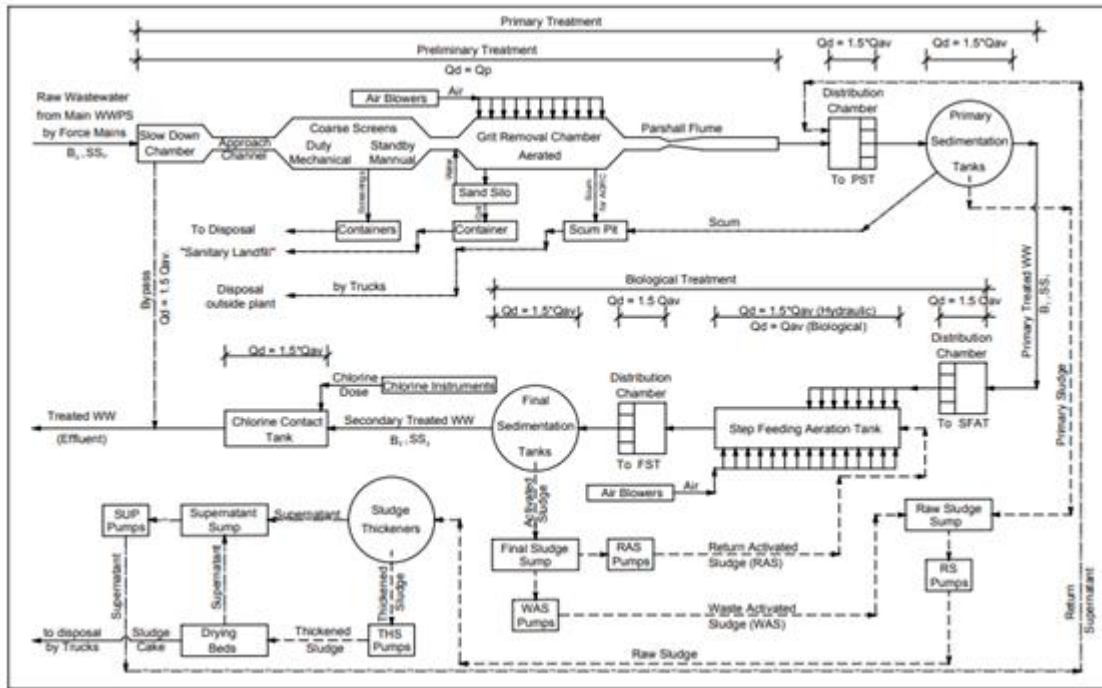 Primary Treatment
Preliminary Treatment
Qd = Qp
Qd = 1.5*Qav
Qd = 1.5*Qav
Raw Wastewater
from Main WWPS
by Force Mains
Air Blowers
Air
Slow Down
Chamber
Approach
Channel
Coarse Screens
Duty
Mechanical
Standby
Mannual
Grit Removal Chamber
Aerated
Parshall Flume
Distribution
Chamber
To PST
Primary
Sedimentation
Tanks
Screenings
Water
Sand Silo
Grit
Scum
for AGRC
To Disposal
Containers
Container
Scum Pit
Scum
"Sanitary Landfill"
Disposal
outside plant
by Trucks
Bypass
Qd = 1.5 Qav.
Biological Treatment
Qd = 1.5*Qav
Qd = 1.5 Qav
Qd = 1.5*Qav (Hydraulic)
Qd = Qav (Biological)
Qd = 1.5 Qav
Primary Treated WW
Primary Sludge
Qd = 1.5*Qav
Chlorine
Dose
Chlorine Instruments
Treated WW
(Effluent)
Chlorine Contact
Tank
Secondary Treated WW
Final
Sedimentation
Tanks
Distribution
Chamber
To FST
Step Feeding Aeration Tank
Distribution
Chamber
To SFAT
Air Blowers
Air
Activated
Sludge
SUP
Pumps
Supernatant
Sump
Supernatant
Sludge
Thickeners
Final Sludge
Sump
RAS
Pumps
Return Activated
Sludge (RAS)
Raw Sludge
Sump
RS
Pumps
Supernatant
Supernatant
Thickened
Sludge
WAS
Pumps
Waste Activated
Sludge (WAS)
Return
Supernatant
to disposal
by Trucks
Sludge
Cake
Drying
Beds
Thickened
Sludge
THS
Pumps
Raw Sludge